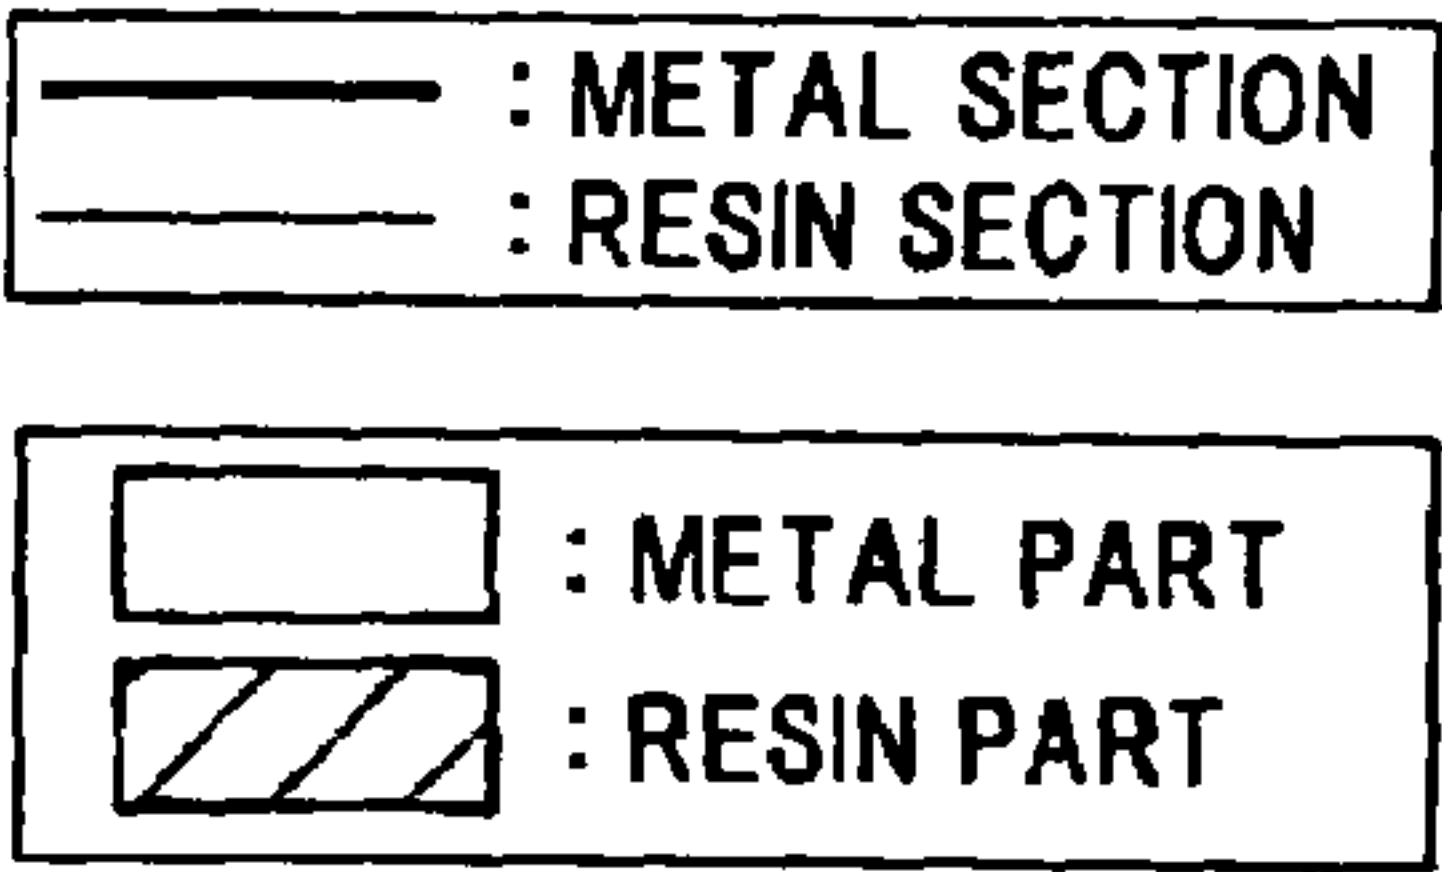 : METAL SECTION
: RESIN SECTION
: METAL PART
: RESIN PART